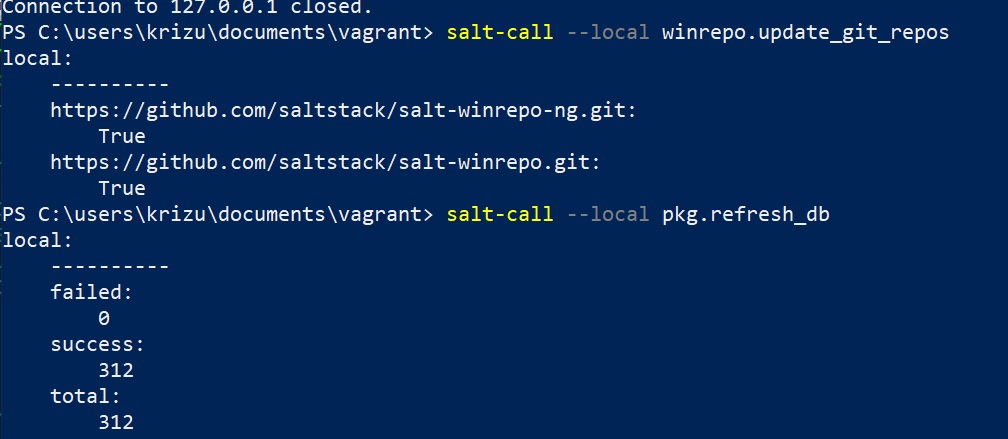 Connection to 127.0.0.1 closed.
PS C:\users\krizu\documents\vagrant> salt-call --local winrepo.update_git_repos
local:
----------
https://github.com/saltstack/salt-winrepo-ng.git:
True
https://github.com/saltstack/salt-winrepo.git:
True
PS C:\users\krizu\documents\vagrant> salt-call --local pkg.refresh_db
local:
----------
failed:
0
success:
312
total:
312